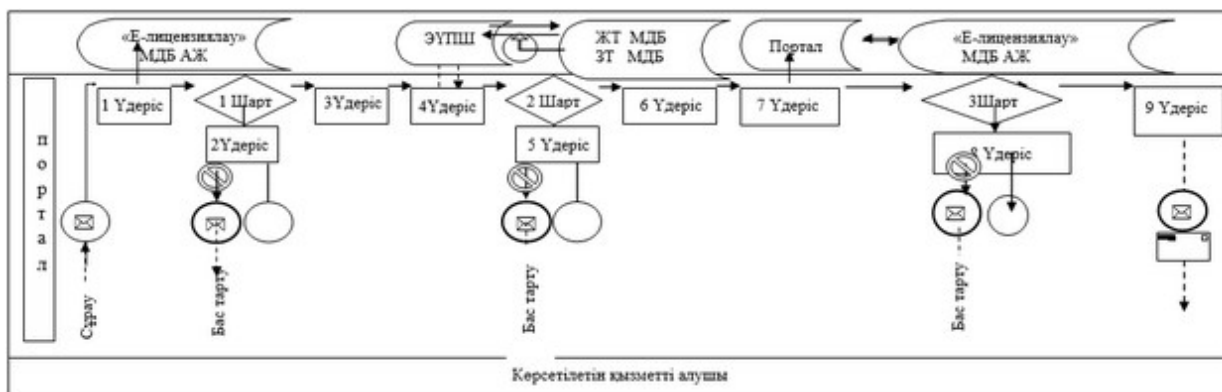 «Е-лицензиялау»
МДБ АЖ
ЭҮПШ
ЖТ МДБ
ЗТ МДБ
Портал
«Е-лицензиялау»
МДБ АЖ
портал
1 Үдеріс
1 Шарт
3Үдеріс
4Үдеріс
2 Шарт
6 Үдеріс
7 Үдеріс
3Шарт
9 Үдеріс
2Үдеріс
5 Үдеріс
8 Үдеріс
Сұрау
Бас тарту
Бас тарту
Бас тарту
Көрсетілетін қызметті алушы